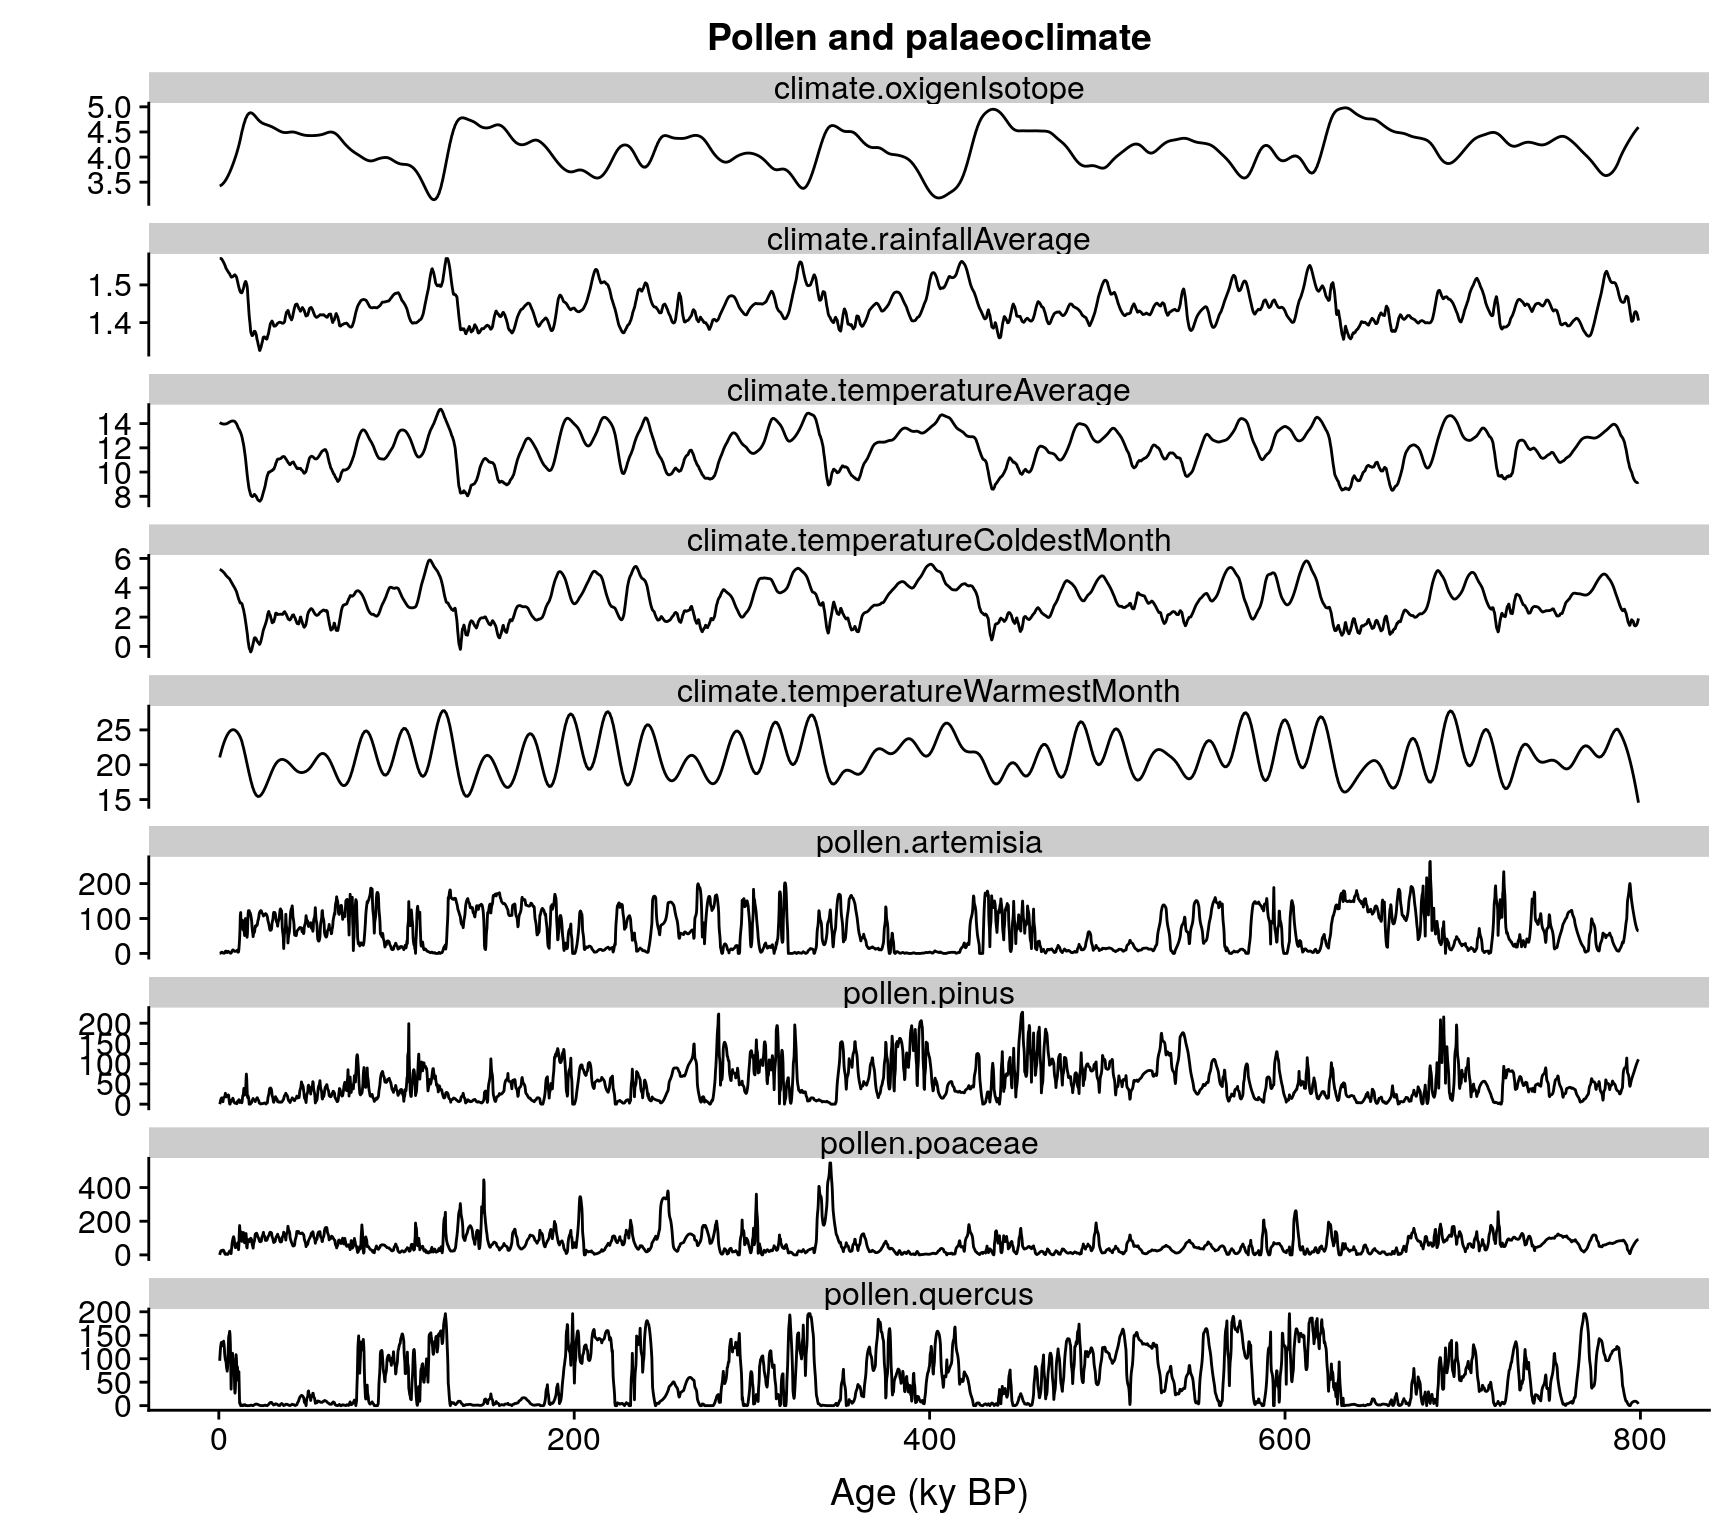 Pollen and palaeoclimate
climate.oxigenIsotope
5.0
4.5
4.0
3.5
climate.rainfallAverage
1.5
1.4
climate.temperatureAverage
14
12
10
8
climate.temperatureColdestMonth
6
4
2
0
climate.temperatureWarmestMonth
25
20
15
pollen.artemisia
200
100
0
pollen.pinus
200
150
100
50
0
pollen.poaceae
400
200
0
pollen.quercus
200
150
100
50
0
0 200 400 600 800
Age (ky BP)